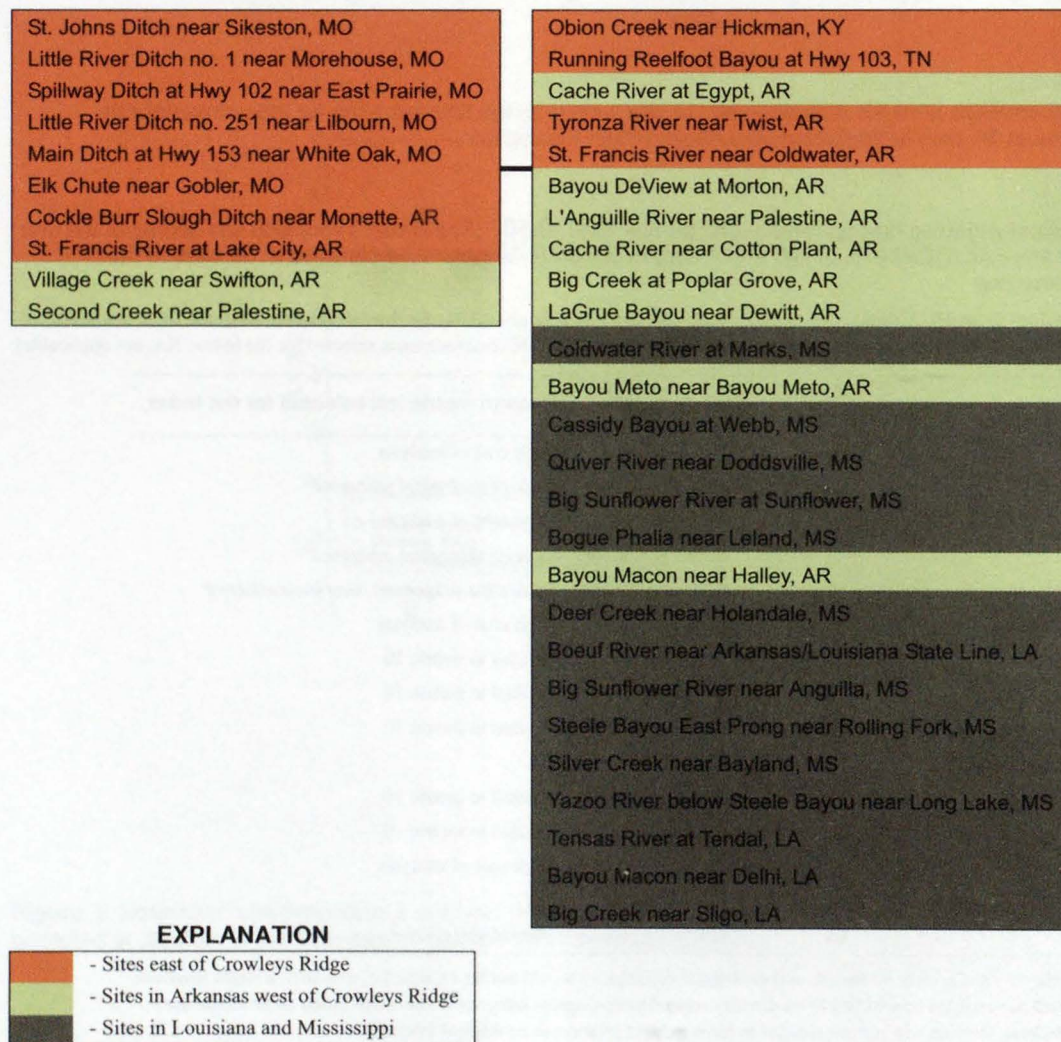 St. Johns Ditch near Sikeston, MO
Little River Ditch no. 1 near Morehouse, MO
Spillway Ditch at Hwy 102 near East Prairie, MO
Little River Ditch no. 251 near Lilbourn, MO
Main Ditch at Hwy 153 near White Oak, MO
Elk Chute near Gobler, MO
Cockle Burr Slough Ditch near Monette, AR
St. Francis River at Lake City, AR
Village Creek near Swifton, AR
Second Creek near Palestine, AR
Obion Creek near Hickman, KY
Running Reelfoot Bayou at Hwy 103, TN
Cache River at Egypt, AR
Tyronza River near Twist, AR
St. Francis River near Coldwater, AR
Bayou DeView at Morton, AR
L'Anguille River near Palestine, AR
Cache River near Cotton Plant, AR
Big Creek at Poplar Grove, AR
LaGrue Bayou near Dewitt, AR
Coldwater River at Marks, MS
Bayou Meto near Bayou Meto, AR
Cassidy Bayou at Webb, MS
Quiver River near Doddsville, MS
Big Sunflower River at Sunflower, MS
Bogue Phalia near Leland, MS
Bayou Macon near Halley, AR
Deer Creek near Holandale, MS
Boeuf River near Arkansas/Louisiana State Line, LA
Big Sunflower River near Anguilla, MS
Steele Bayou East Prong near Rolling Fork, MS
Silver Creek near Bayland, MS
Yazoo River below Steele Bayou near Long Lake, MS
Tensas River at Tendal, LA
Bayou Macon near Delhi, LA
Big Creek near Sligo, LA
EXPLANATION
- Sites east of Crowleys Ridge
- Sites in Arkansas west of Crowleys Ridge
- Sites in Louisiana and Mississippi